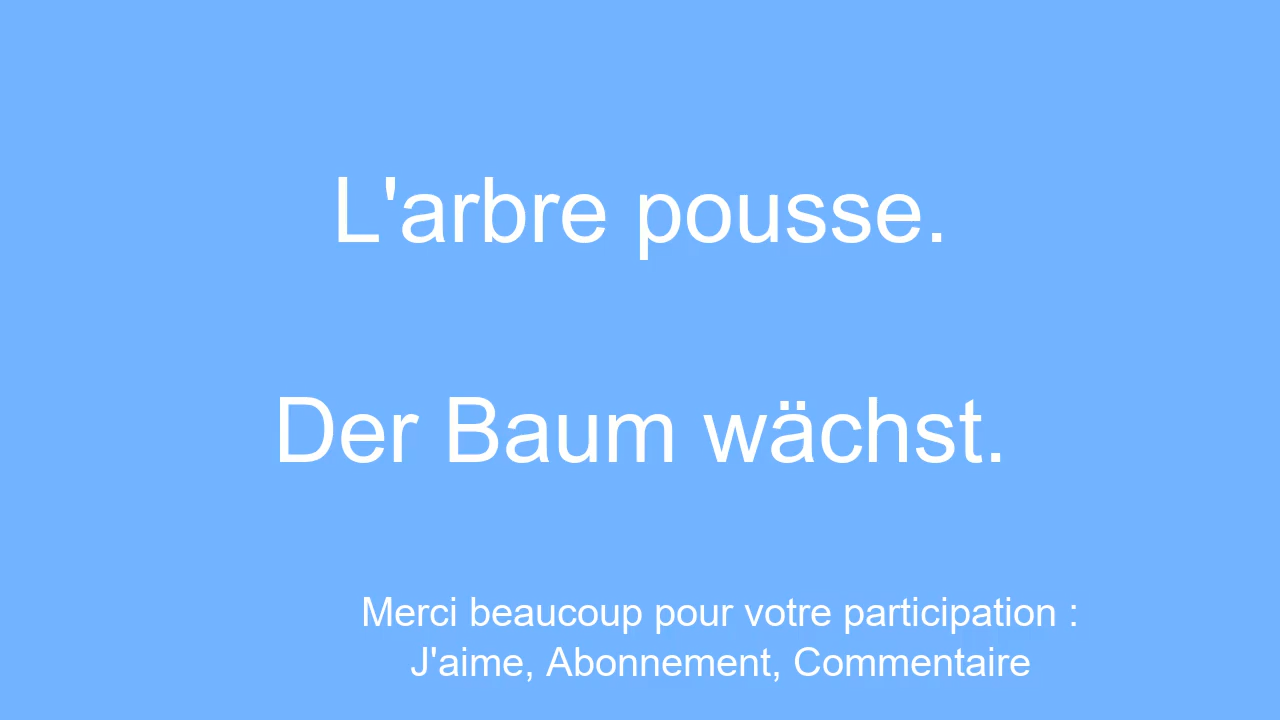 L'arbre pousse.
Der Baum wächst.
Merci beaucoup pour votre participation :
J'aime, Abonnement, Commentaire